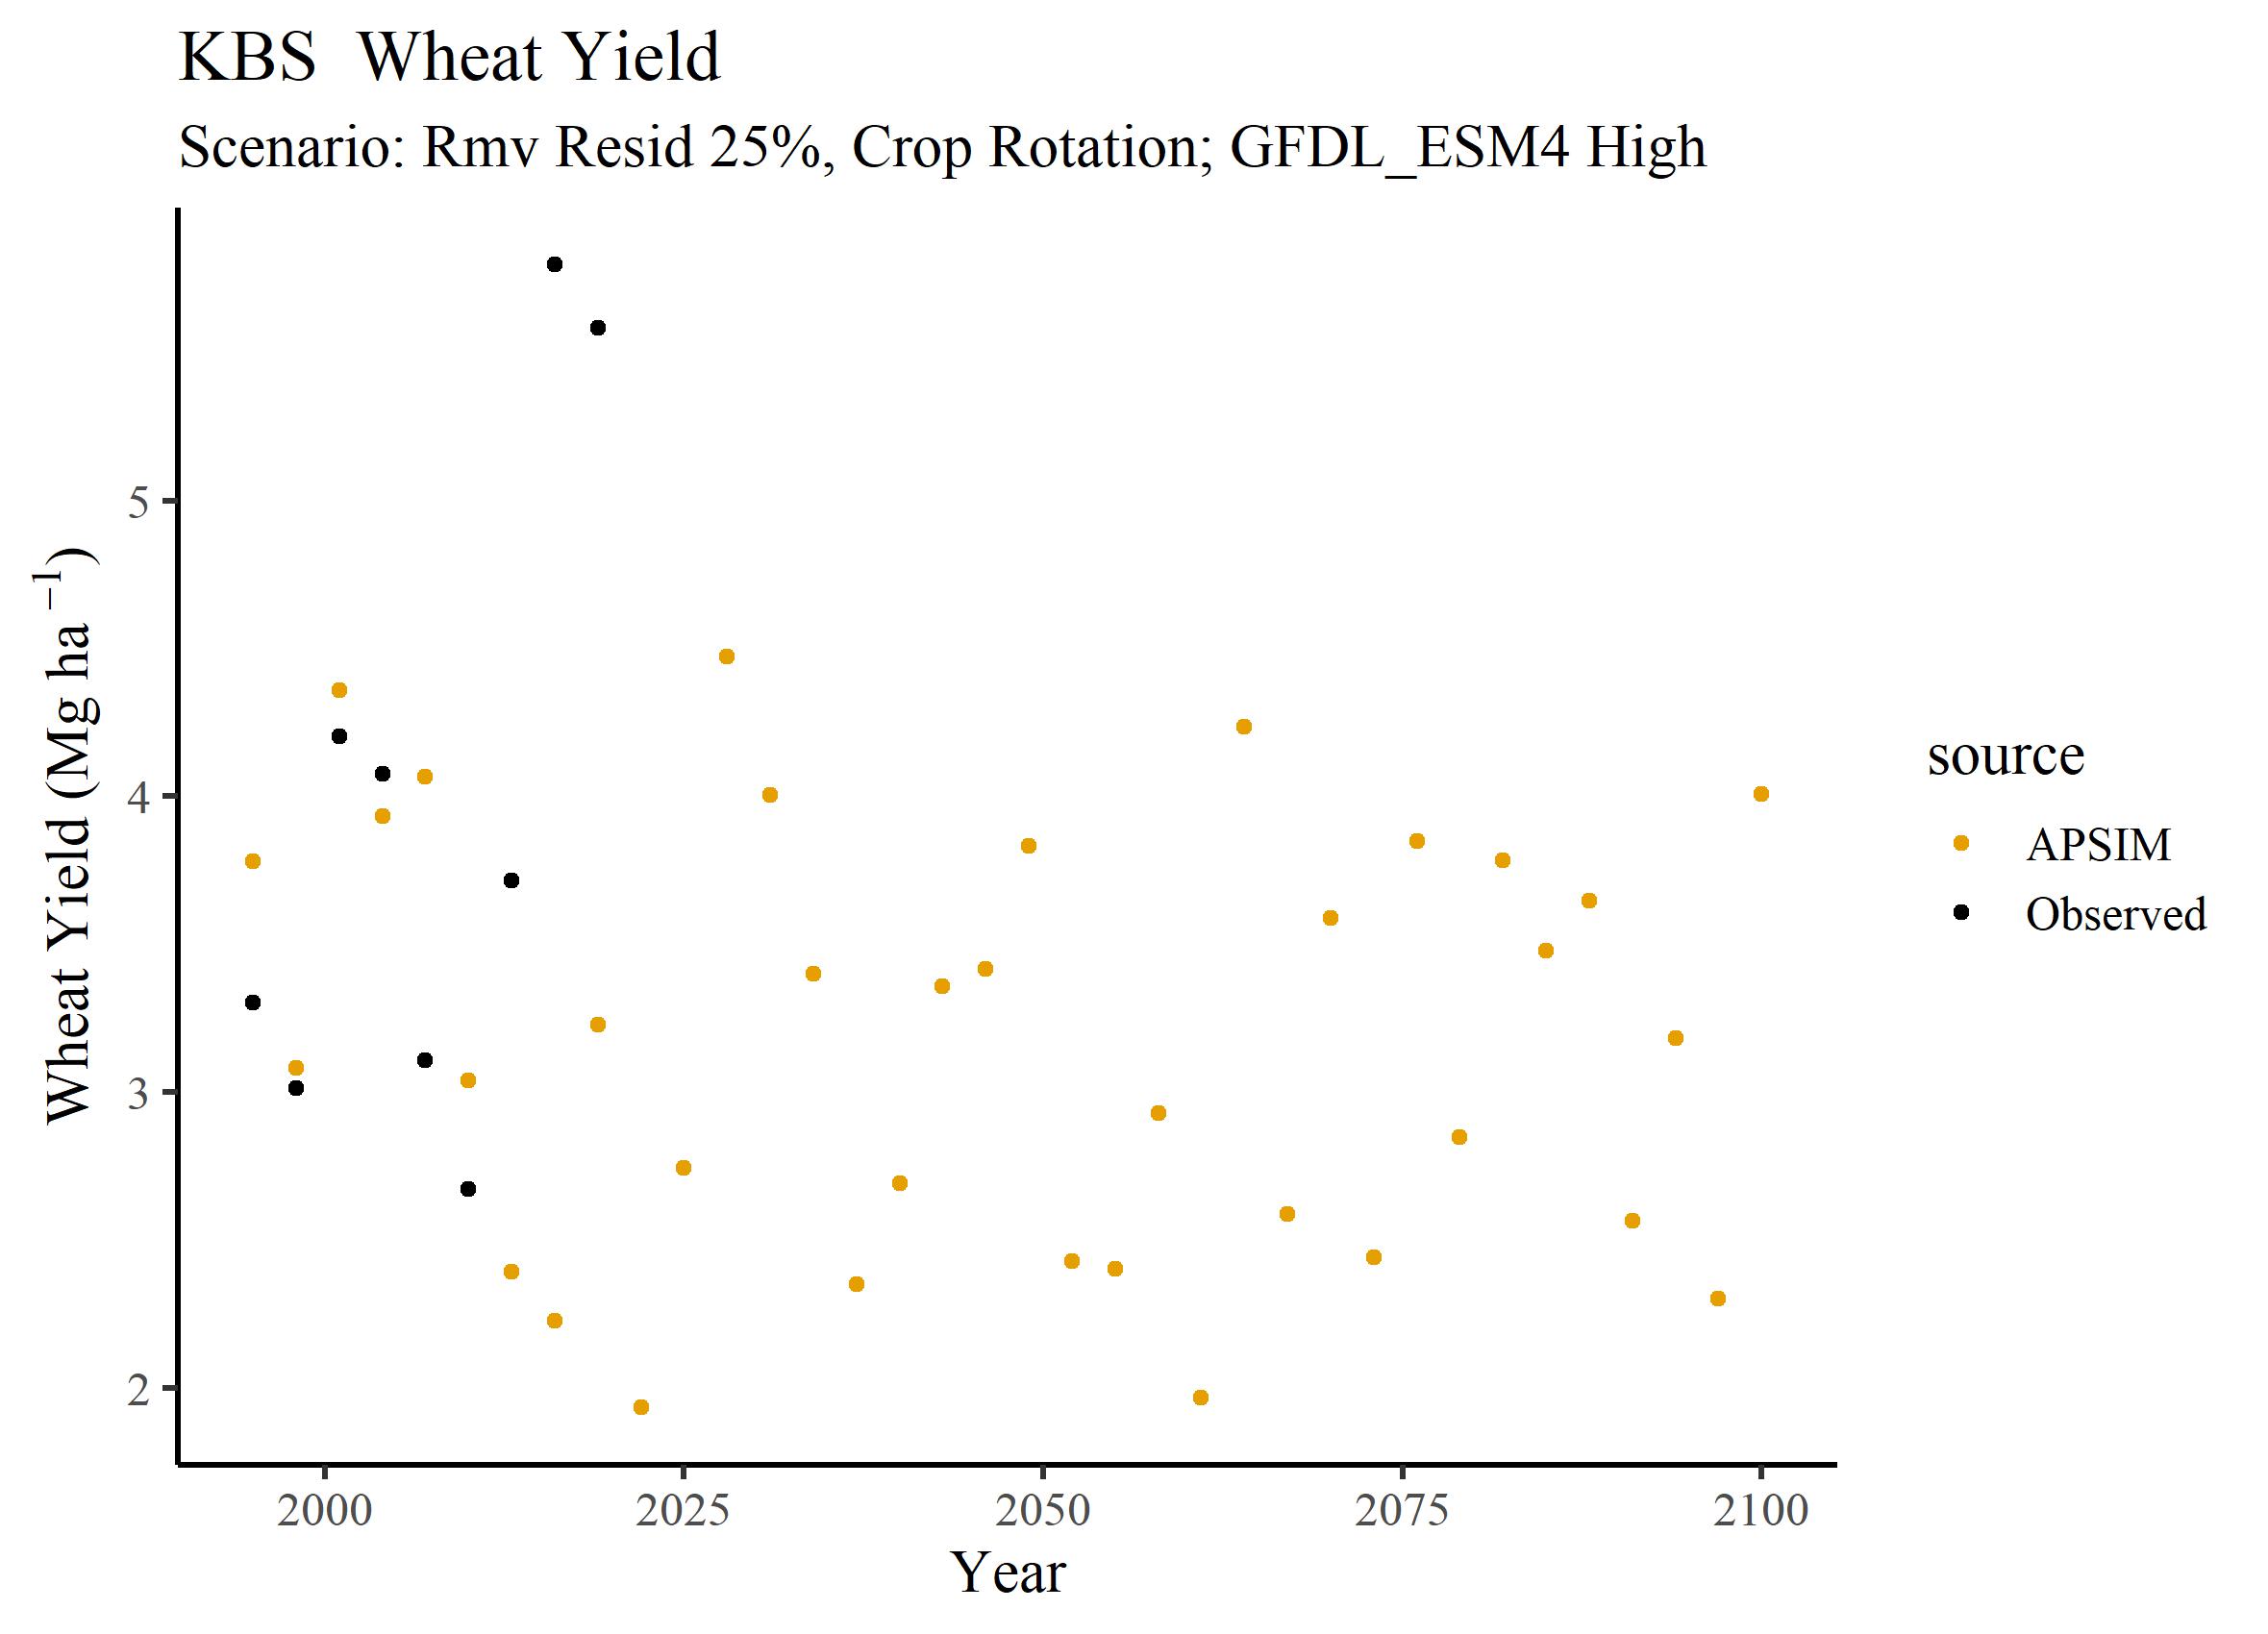 KBS  Wheat Yield
Scenario: Rmv Resid 25%, Crop Rotation; GFDL_ESM4 High
Wheat Yield (Mg ha⁻¹)
5
4
3
2
2000 2025 2050 2075 2100
Year
source
APSIM
Observed